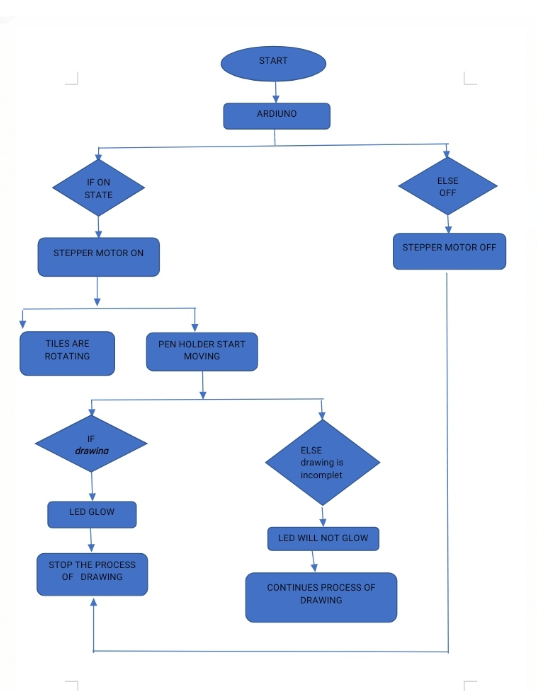 START
ARDIUNO
IF ON
STATE
ELSE
OFF
STEPPER MOTOR ON
STEPPER MOTOR OFF
TILES ARE
ROTATING
PEN HOLDER START
MOVING
IF
drawing
ELSE
drawing is
incomplet
LED GLOW
LED WILL NOT GLOW
STOP THE PROCESS
OF DRAWING
CONTINUES PROCESS OF
DRAWING